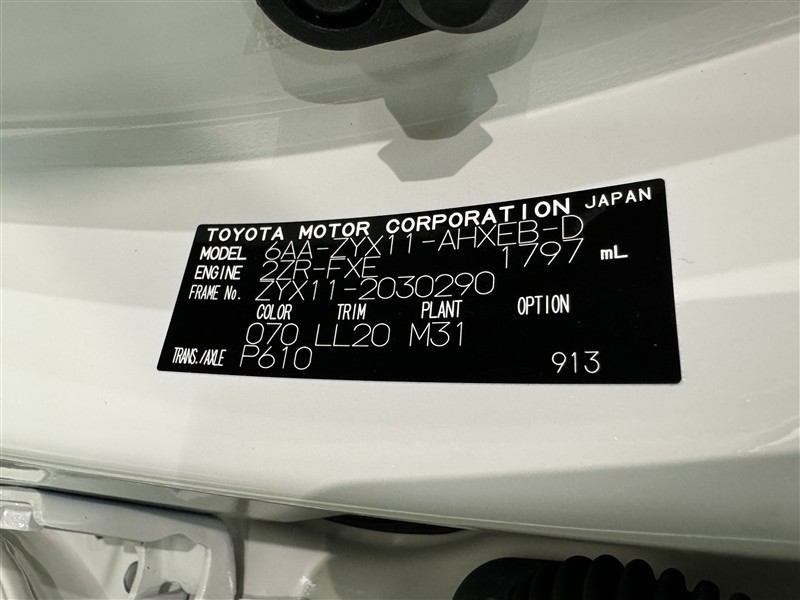 TOYOTA MOTOR CORPORATION JAPAN
MODEL 6AA-ZYX11-AHXEB-D
ENGINE 2ZR-FXE 1797 mL
FRAME No. ZYX11-2030290
COLOR TRIM PLANT OPTION
070 LL20 M31
TRANS./AXLE P610 913